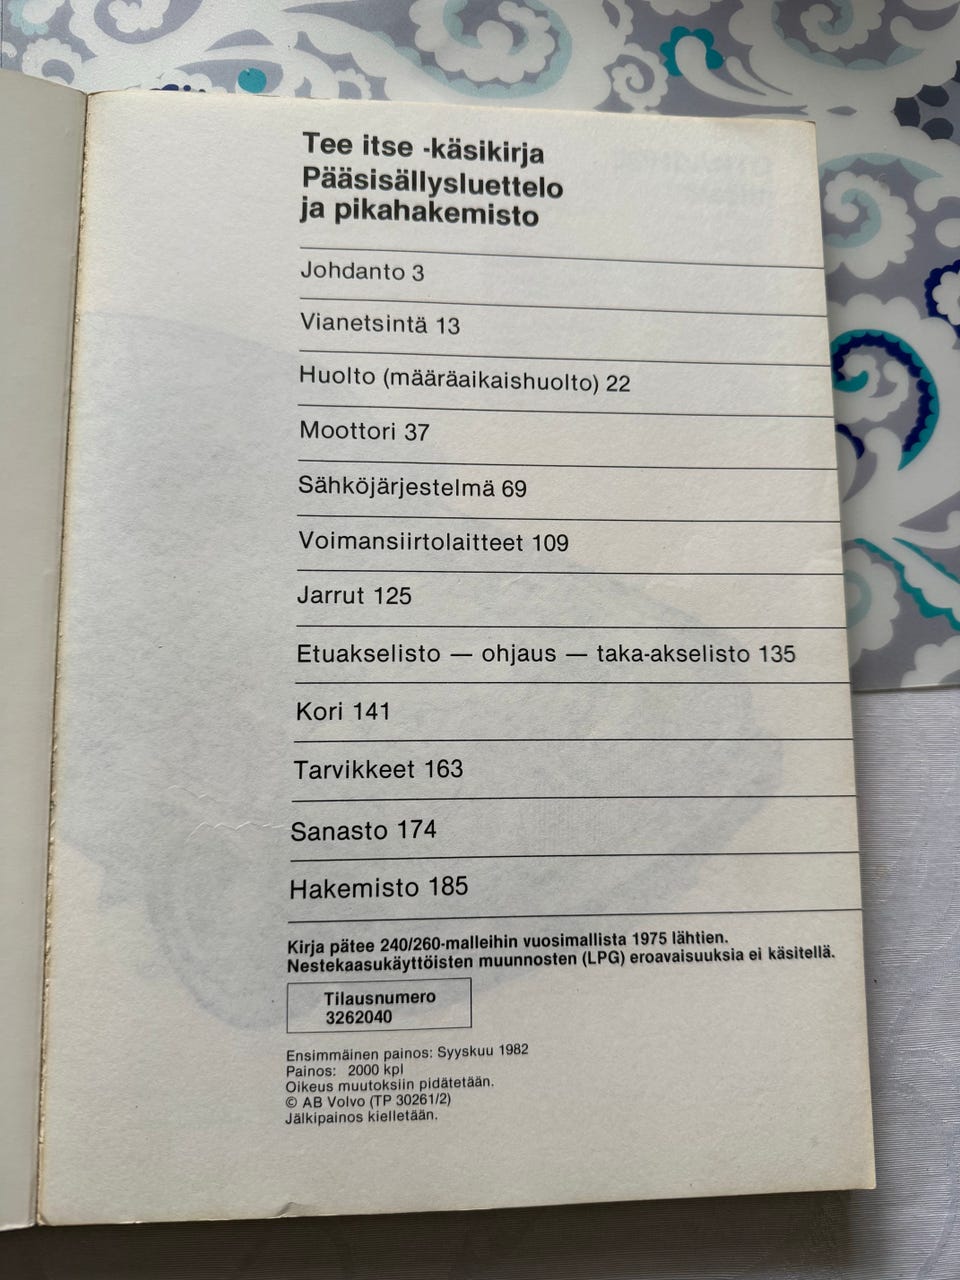 Tee itse -käsikirja
Pääsisällysluettelo
ja pikahakemisto
Johdanto 3
Vianetsintä 13
Huolto (määräaikaishuolto) 22
Moottori 37
Sähköjärjestelmä 69
Voimansiirtolaitteet 109
Jarrut 125
Etuakselisto — ohjaus — taka-akselisto 135
Kori 141
Tarvikkeet 163
Sanasto 174
Hakemisto 185
Kirja pätee 240/260-malleihin vuosimallista 1975 lähtien.
Nestekaasukäyttöisten muunnosten (LPG) eroavaisuuksia ei käsitellä.
Tilausnumero
3262040
Ensimmäinen painos: Syyskuu 1982
Painos: 2000 kpl
Oikeus muutoksiin pidätetään.
© AB Volvo (TP 30261/2)
Jälkipainos kielletään.